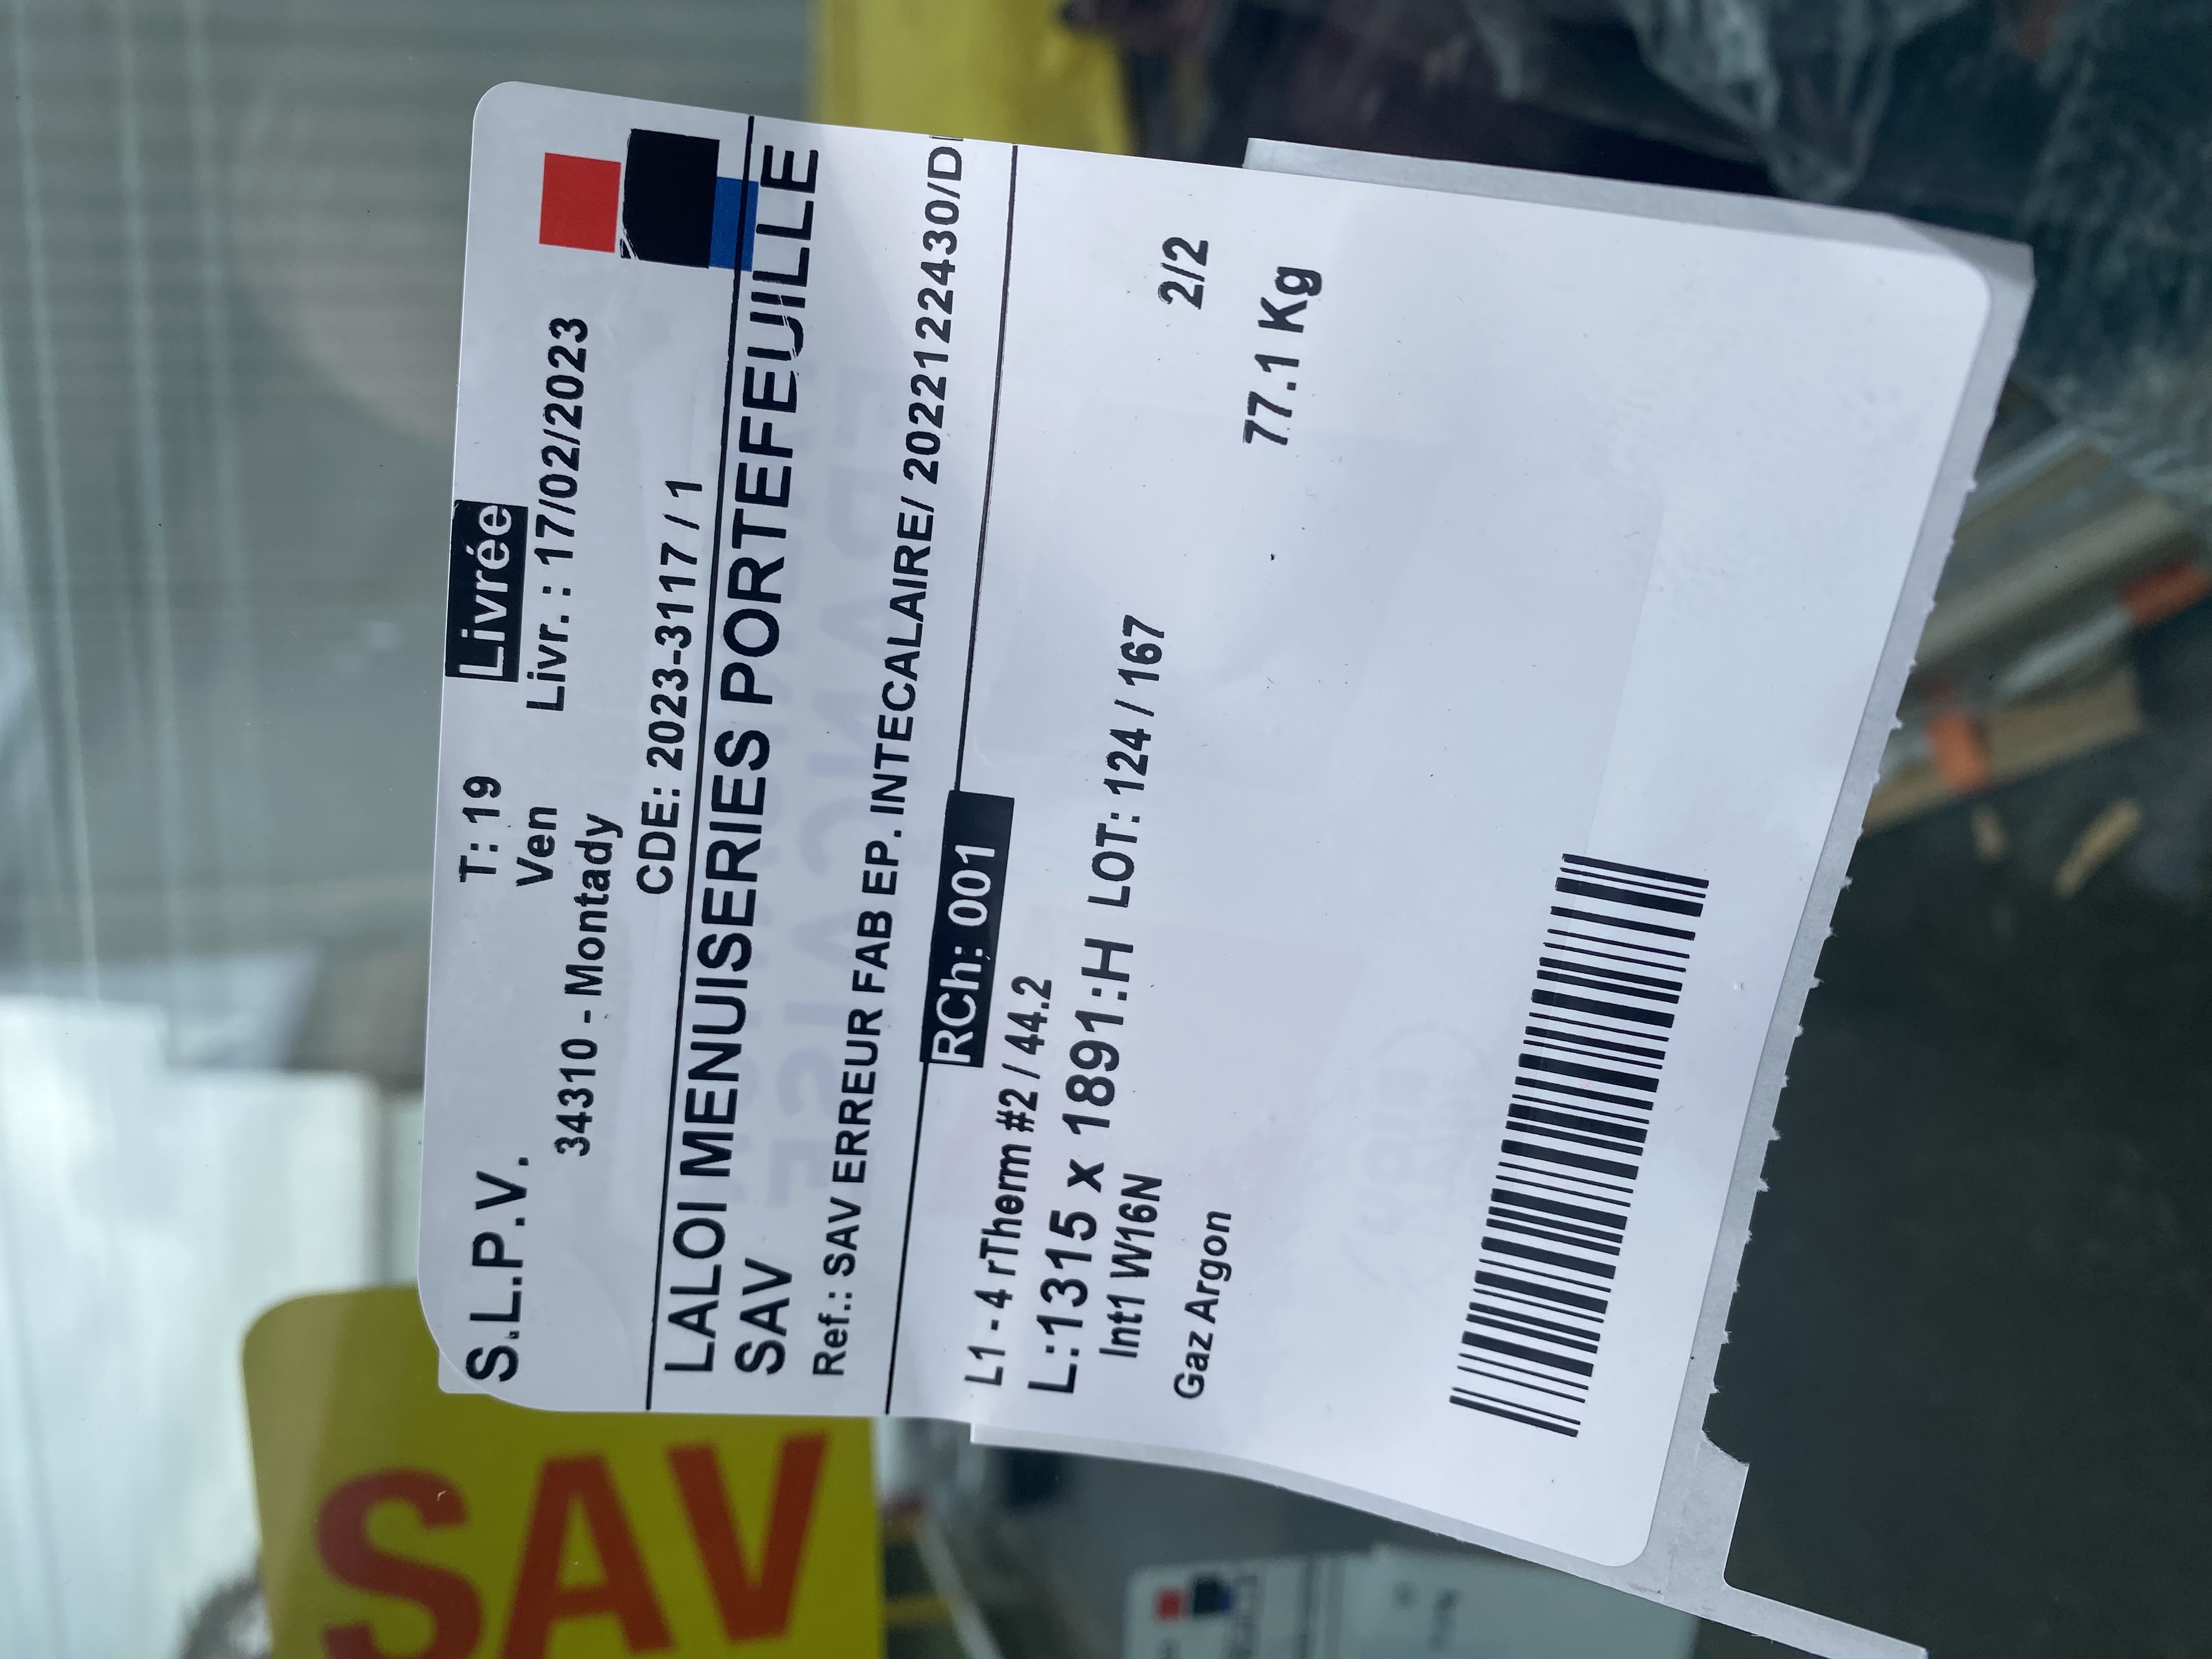 S.L.P.V. T: 19 Livrée
Ven Livr. : 17/02/2023
34310 - Montady
CDE: 2023-3117 / 1
LALOI MENUISERIES PORTEFEUILLE
SAV
Ref.: SAV ERREUR FAB EP. INTECALAIRE/ 2022122430/D
RCh: 001
L1 - 4 rTherm #2 / 44.2
L:1315 x 1891:H LOT: 124 / 167 2/2
Int1 W16N
Gaz Argon 77.1 Kg
SAV